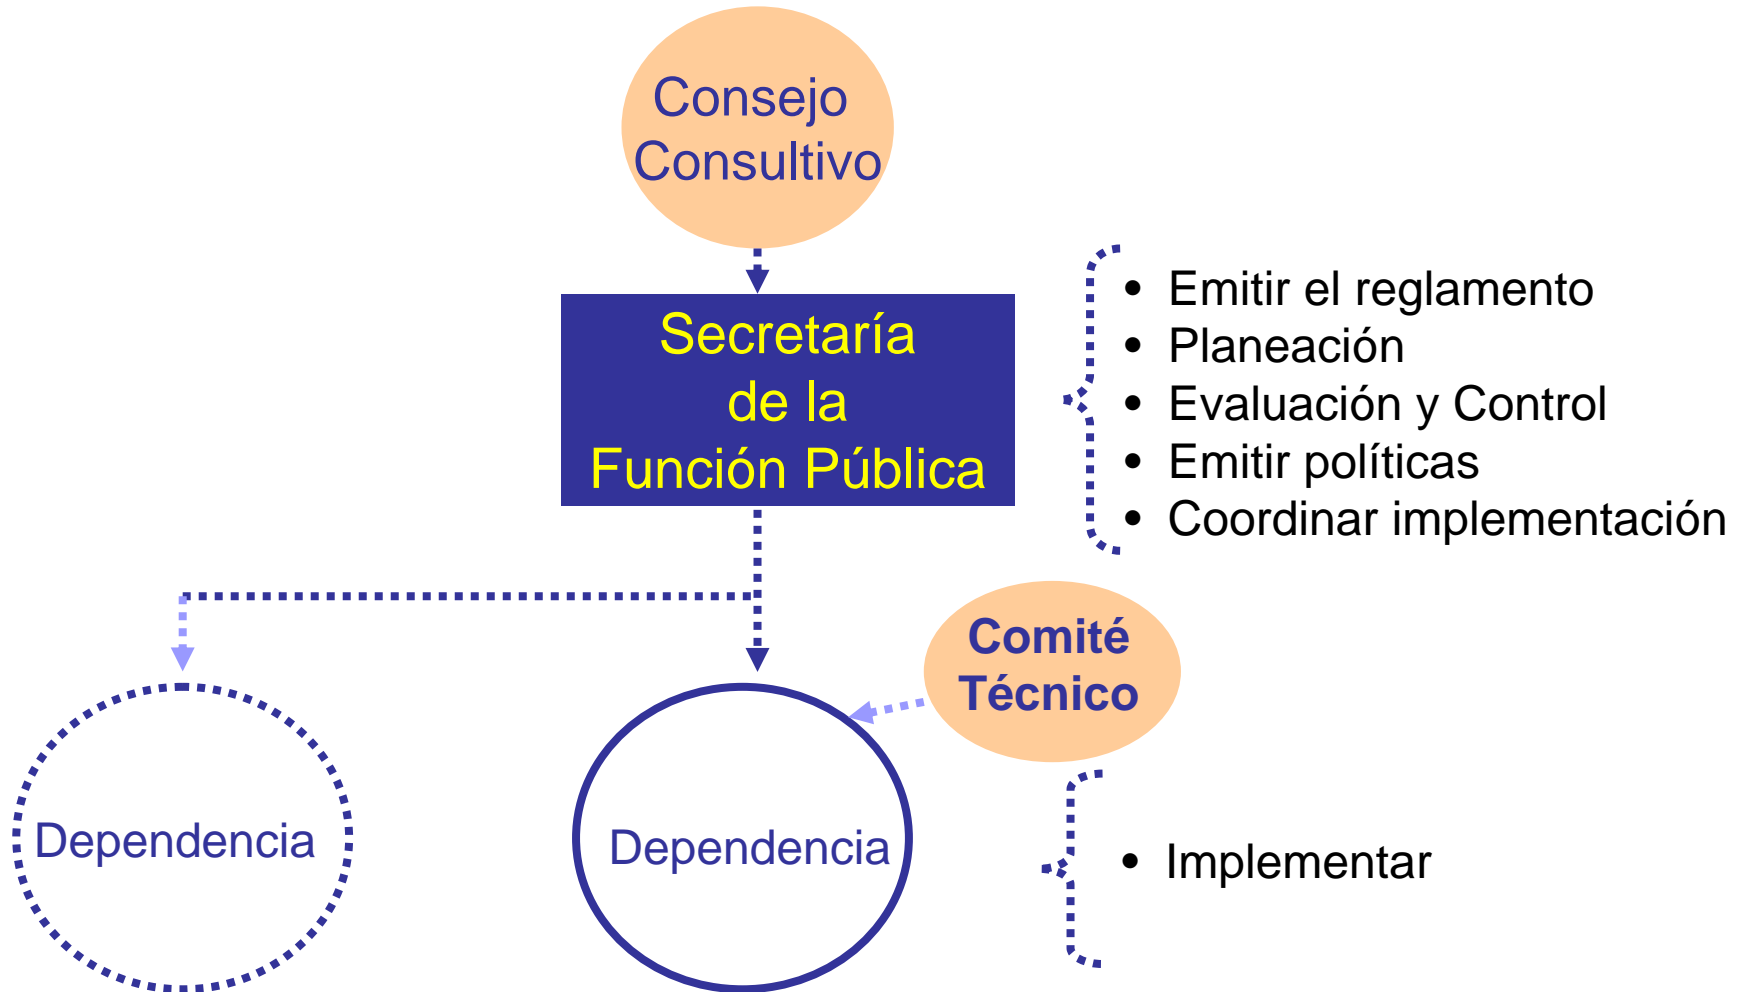 Consejo
Consultivo
Secretaría
de la
Función Pública
• Emitir el reglamento
• Planeación
• Evaluación y Control
• Emitir políticas
• Coordinar implementación
Comité
Técnico
Dependencia
Dependencia
• Implementar